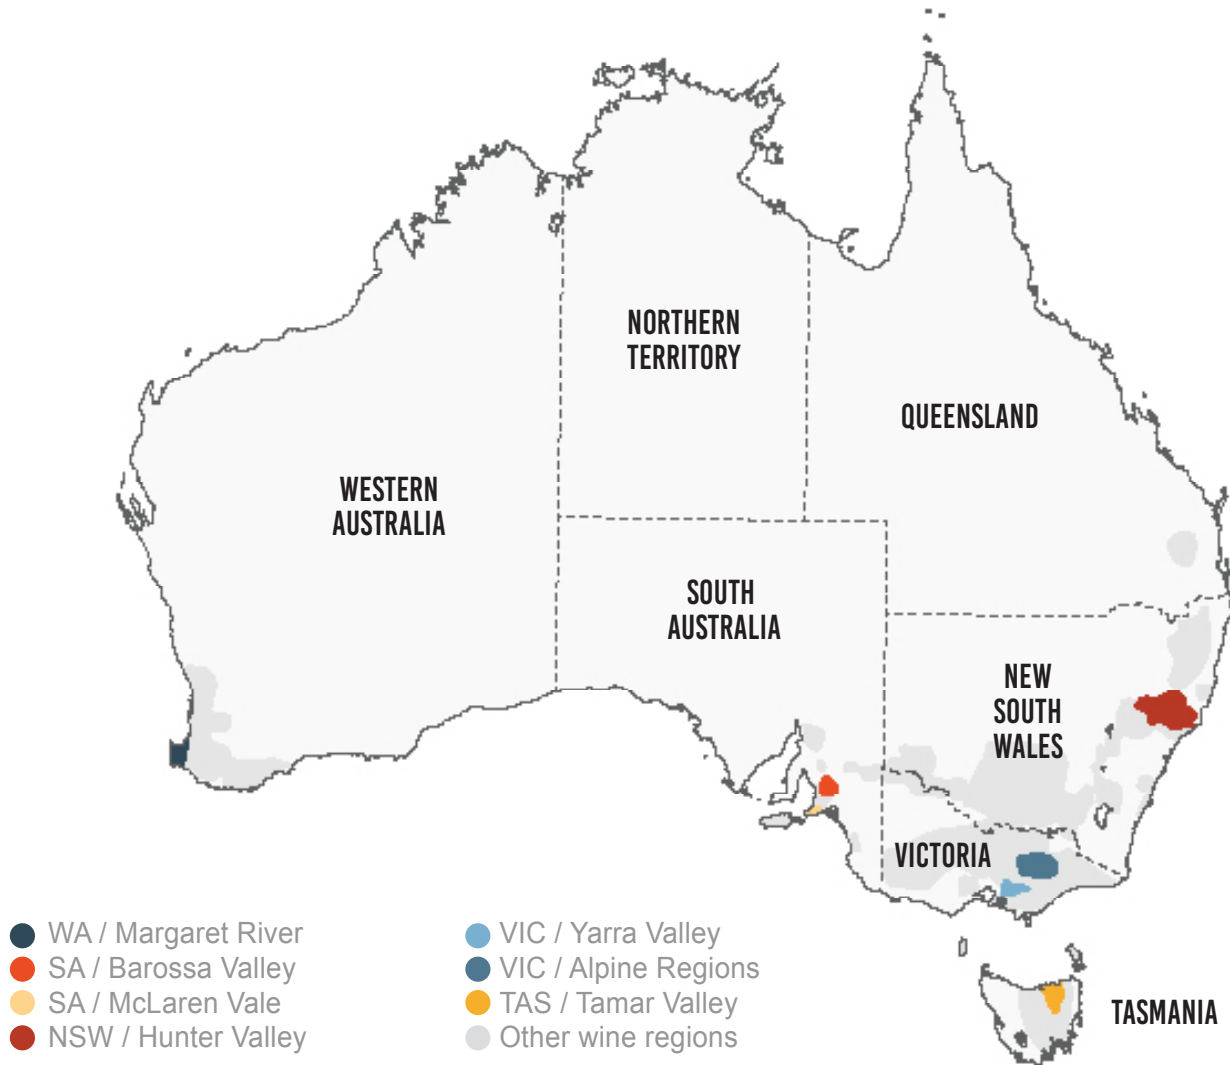 NORTHERN
TERRITORY
QUEENSLAND
WESTERN
AUSTRALIA
SOUTH
AUSTRALIA
NEW
SOUTH
WALES
VICTORIA
TASMANIA
WA / Margaret River
SA / Barossa Valley
SA / McLaren Vale
NSW / Hunter Valley
VIC / Yarra Valley
VIC / Alpine Regions
TAS / Tamar Valley
Other wine regions